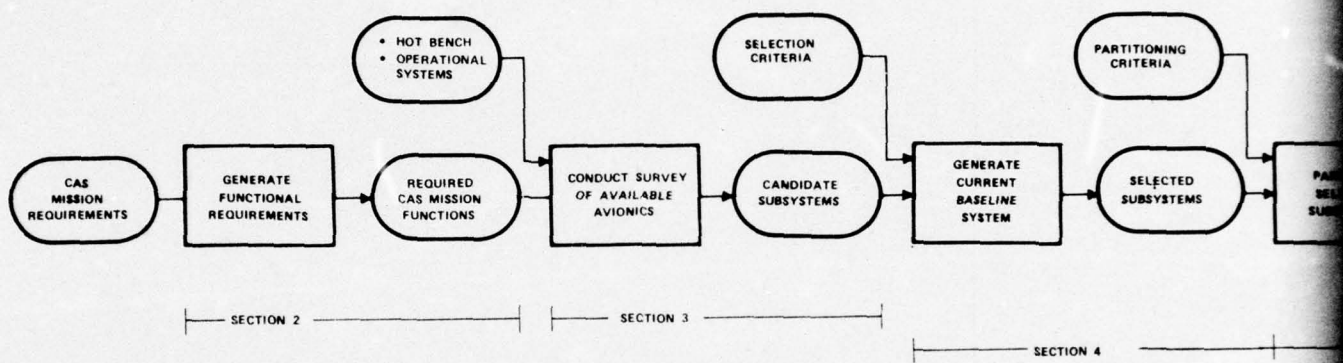 • HOT BENCH
• OPERATIONAL
SYSTEMS
SELECTION
CRITERIA
PARTITIONING
CRITERIA
CAS
MISSION
REQUIREMENTS
GENERATE
FUNCTIONAL
REQUIREMENTS
REQUIRED
CAS MISSION
FUNCTIONS
CONDUCT SURVEY
OF AVAILABLE
AVIONICS
CANDIDATE
SUBSYSTEMS
GENERATE
CURRENT
BASELINE
SYSTEM
SELECTED
SUBSYSTEMS
SECTION 2
SECTION 3
SECTION 4